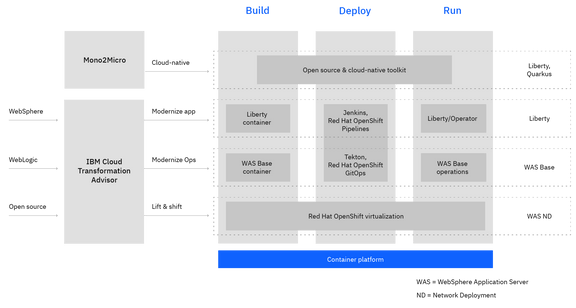 Build
Deploy
Run
Mono2Micro
Cloud-native
Open source & cloud-native toolkit
Liberty,
Quarkus
WebSphere
Modernize app
Liberty
container
Jenkins,
Red Hat OpenShift
Pipelines
Liberty/Operator
Liberty
IBM Cloud
Transformation
Advisor
WebLogic
Modernize Ops
WAS Base
container
Tekton,
Red Hat OpenShift
GitOps
WAS Base
operations
WAS Base
Open source
Lift & shift
Red Hat OpenShift virtualization
WAS ND
Container platform
WAS = WebSphere Application Server
ND = Network Deployment